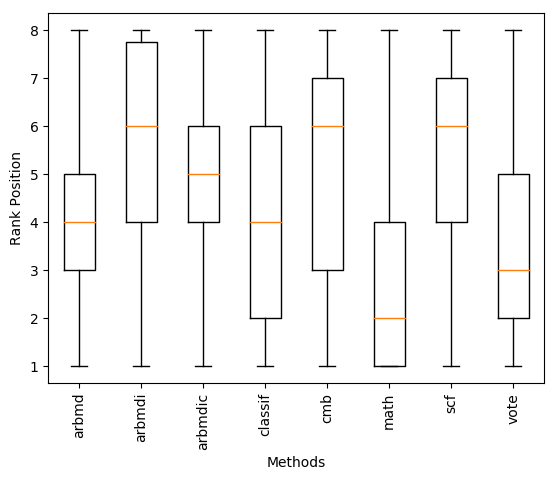 Rank Position
8
7
6
5
4
3
2
1
arbmd
arbmdi
arbmdic
classif
cmb
math
scf
vote
Methods